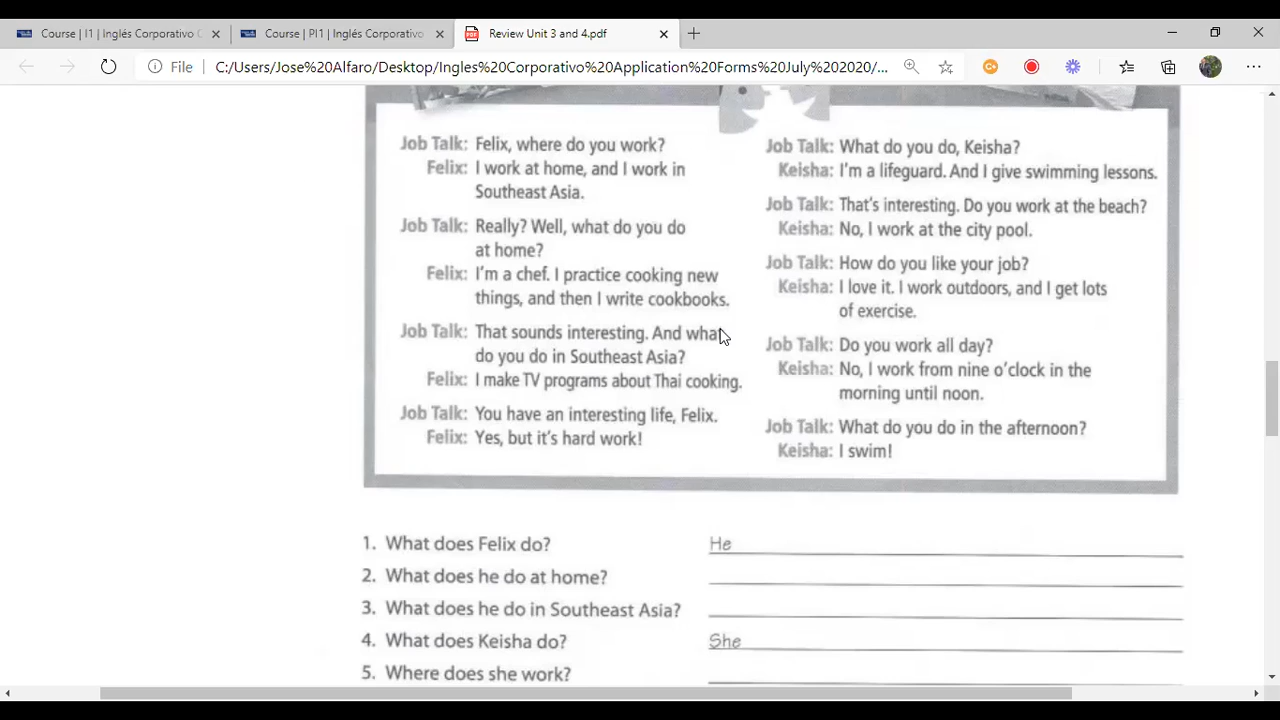 Course | I1 | Inglés Corporativo C
Course | PI1 | Inglés Corporativo
Review Unit 3 and 4.pdf
File
C:/Users/Jose%20Alfaro/Desktop/Ingles%20Corporativo%20Application%20Forms%20July%202020/...
Job Talk: Felix, where do you work?
Felix: I work at home, and I work in
Southeast Asia.
Job Talk: Really? Well, what do you do
at home?
Felix: I'm a chef. I practice cooking new
things, and then I write cookbooks.
Job Talk: That sounds interesting. And what
do you do in Southeast Asia?
Felix: I make TV programs about Thai cooking.
Job Talk: You have an interesting life, Felix.
Felix: Yes, but it's hard work!
Job Talk: What do you do, Keisha?
Keisha: I'm a lifeguard. And I give swimming lessons.
Job Talk: That's interesting. Do you work at the beach?
Keisha: No, I work at the city pool.
Job Talk: How do you like your job?
Keisha: I love it. I work outdoors, and I get lots
of exercise.
Job Talk: Do you work all day?
Keisha: No, I work from nine o'clock in the
morning until noon.
Job Talk: What do you do in the afternoon?
Keisha: I swim!
1. What does Felix do? He
2. What does he do at home?
3. What does he do in Southeast Asia?
4. What does Keisha do? She
5. Where does she work?